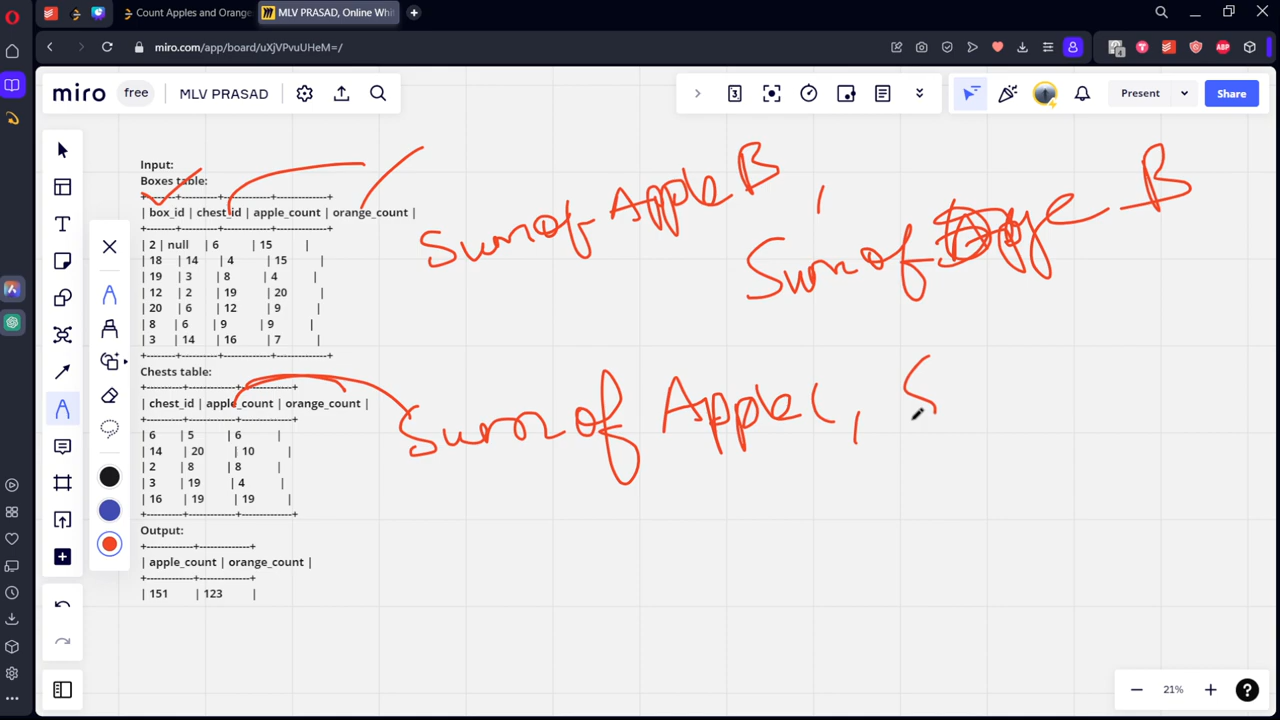 Count Apples and Orange
MLV PRASAD, Online Whit
miro.com/app/board/uXjVPvuUHeM=/
miro free MLV PRASAD
3 Present Share
Input:
Boxes table:
+--------+----------+-------------+--------------+
| box_id | chest_id | apple_count | orange_count |
+--------+----------+-------------+--------------+
| 2 | null | 6 | 15 |
| 18 | 14 | 4 | 15 |
| 19 | 3 | 8 | 4 |
| 12 | 2 | 19 | 20 |
| 20 | 6 | 12 | 9 |
| 8 | 6 | 9 | 9 |
| 3 | 14 | 16 | 7 |
+--------+----------+-------------+--------------+
Chests table:
+----------+-------------+--------------+
| chest_id | apple_count | orange_count |
+----------+-------------+--------------+
| 6 | 5 | 6 |
| 14 | 20 | 10 |
| 2 | 8 | 8 |
| 3 | 19 | 4 |
| 16 | 19 | 19 |
+----------+-------------+--------------+
Output:
+-------------+--------------+
| apple_count | orange_count |
+-------------+--------------+
| 151 | 123 |
Sum of Apple B ,
Sum of B
Sum of Apple C , S
21%